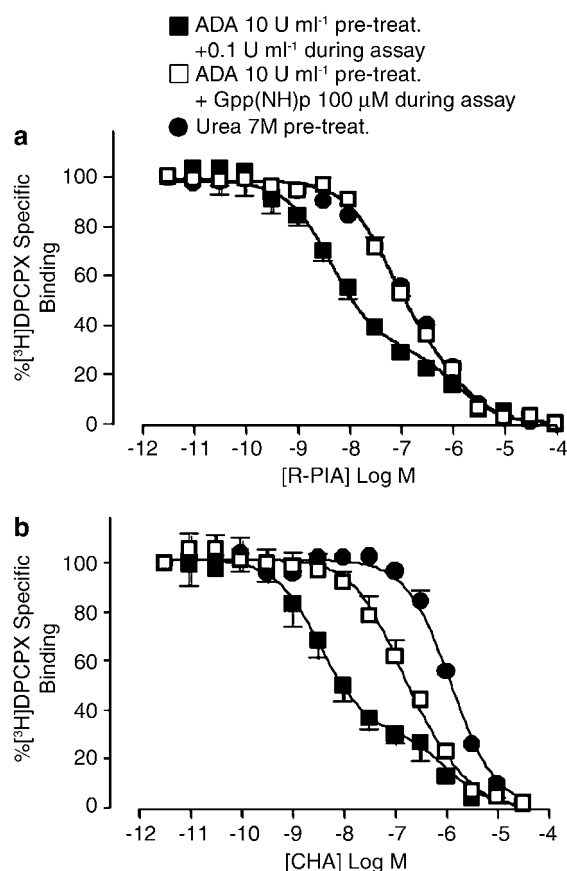 ADA 10 U ml-1 pre-treat.
+0.1 U ml-1 during assay
ADA 10 U ml-1 pre-treat.
+ Gpp(NH)p 100 μM during assay
Urea 7M pre-treat.
a
%[3H]DPCPX Specific
Binding
100
80
60
40
20
0
-12 -11 -10 -9 -8 -7 -6 -5 -4
[R-PIA] Log M
b
%[3H]DPCPX Specific
Binding
100
80
60
40
20
0
-12 -11 -10 -9 -8 -7 -6 -5 -4
[CHA] Log M